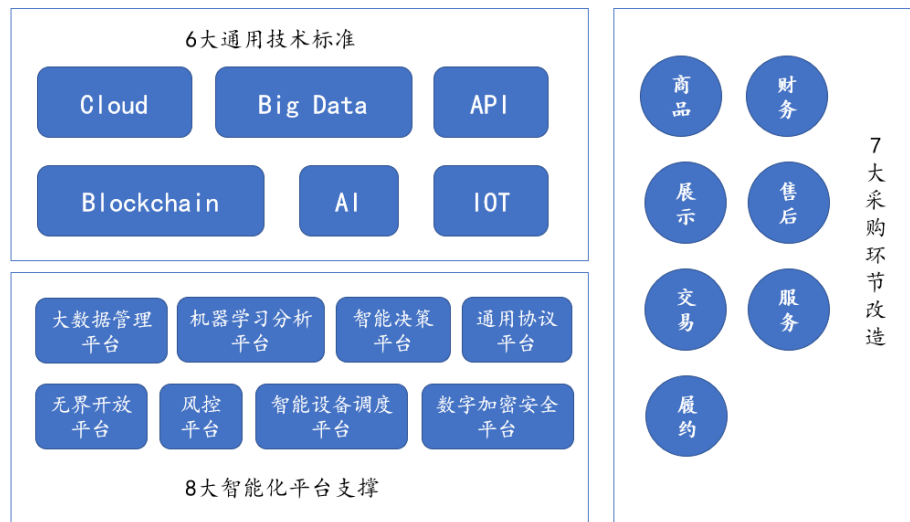 6大通用技术标准
Cloud
Big Data
API
Blockchain
AI
IOT
大数据管理
平台
机器学习分析
平台
智能决策
平台
通用协议
平台
无界开放
平台
风控
平台
智能设备调度
平台
数字加密安全
平台
8大智能化平台支撑
商品
财务
展示
售后
交易
服务
履约
7大采购环节改造